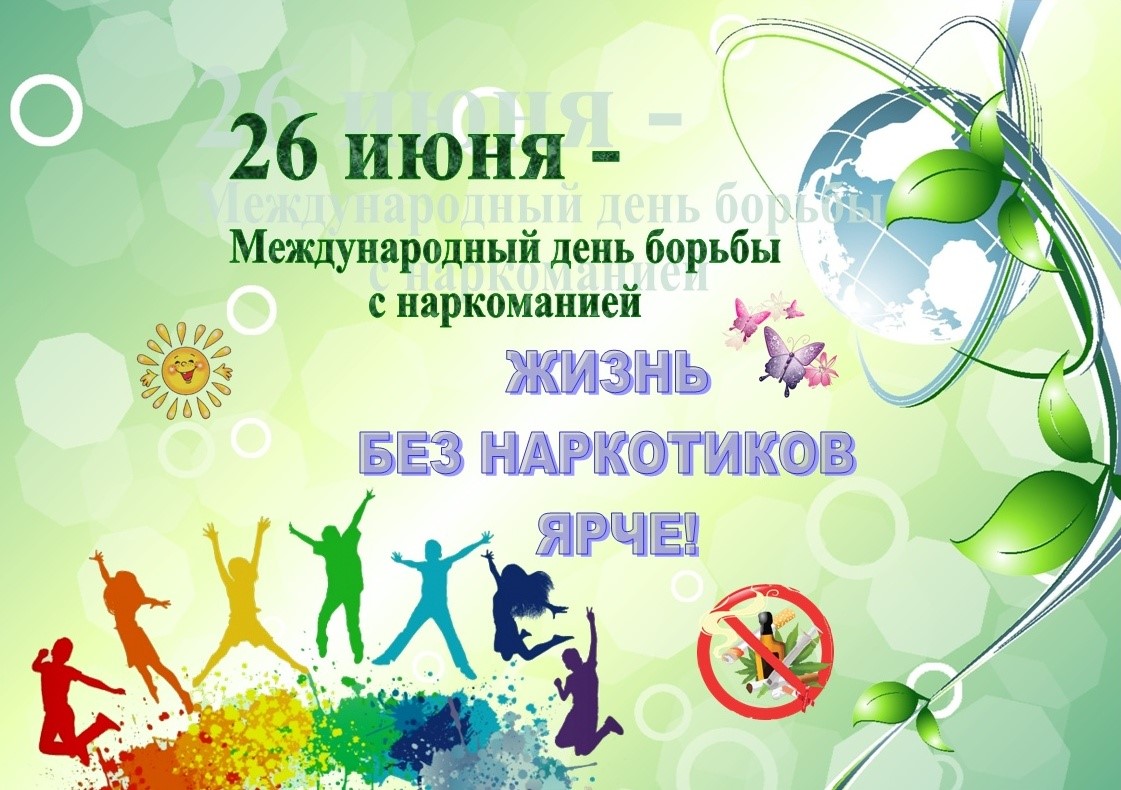 26 июня -
Международный день борьбы
с наркоманией
ЖИЗНЬ
БЕЗ НАРКОТИКОВ
ЯРЧЕ!